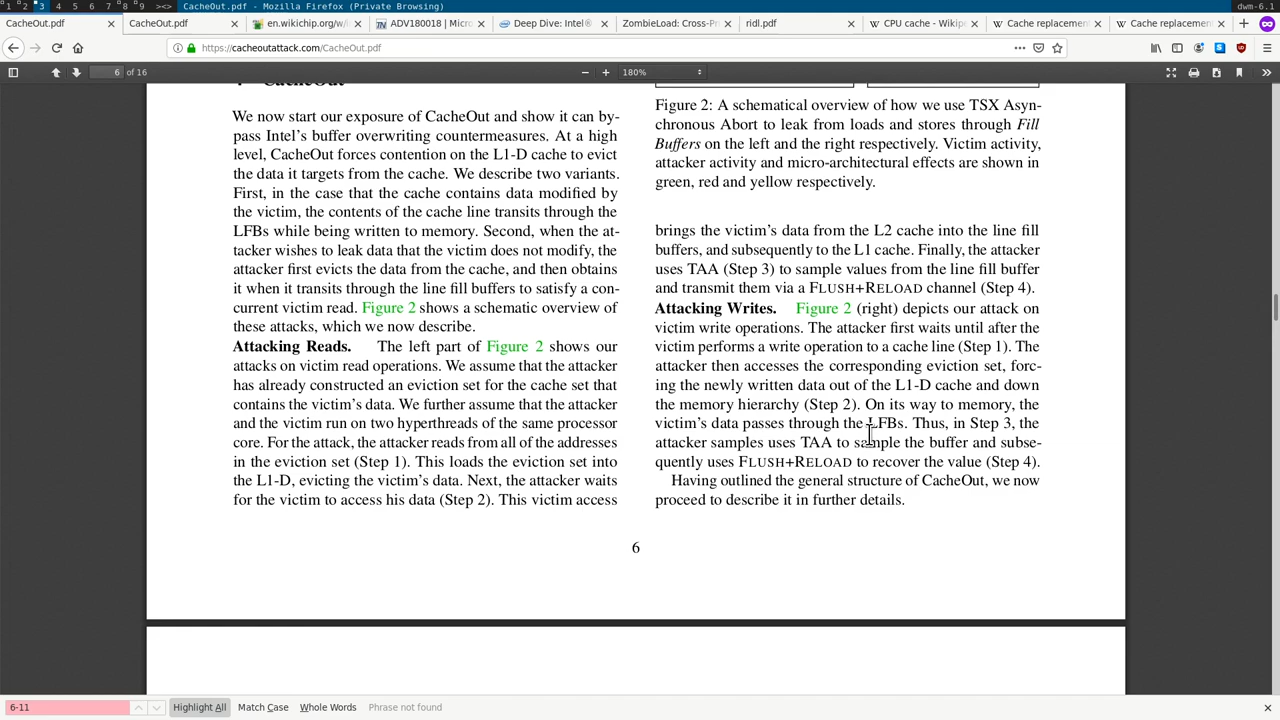 1 2 3 4 5 6 7 8 9 ><> CacheOut.pdf - Mozilla Firefox (Private Browsing) dwm-6.1
CacheOut.pdf × CacheOut.pdf × en.wikichip.org/w/i × ADV180018 | Micro × Deep Dive: Intel® × ZombieLoad: Cross-Pr × ridl.pdf × CPU cache - Wikip × Cache replacemen × Cache replacemen ×
https://cacheoutattack.com/CacheOut.pdf
6 of 16 180%
CacheOut
We now start our exposure of CacheOut and show it can by-
pass Intel's buffer overwriting countermeasures. At a high
level, CacheOut forces contention on the L1-D cache to evict
the data it targets from the cache. We describe two variants.
First, in the case that the cache contains data modified by
the victim, the contents of the cache line transits through the
LFBs while being written to memory. Second, when the at-
tacker wishes to leak data that the victim does not modify, the
attacker first evicts the data from the cache, and then obtains
it when it transits through the line fill buffers to satisfy a con-
current victim read. Figure 2 shows a schematic overview of
these attacks, which we now describe.
Attacking Reads. The left part of Figure 2 shows our
attacks on victim read operations. We assume that the attacker
has already constructed an eviction set for the cache set that
contains the victim's data. We further assume that the attacker
and the victim run on two hyperthreads of the same processor
core. For the attack, the attacker reads from all of the addresses
in the eviction set (Step 1). This loads the eviction set into
the L1-D, evicting the victim's data. Next, the attacker waits
for the victim to access his data (Step 2). This victim access
Figure 2: A schematical overview of how we use TSX Asyn-
chronous Abort to leak from loads and stores through Fill
Buffers on the left and the right respectively. Victim activity,
attacker activity and micro-architectural effects are shown in
green, red and yellow respectively.
brings the victim's data from the L2 cache into the line fill
buffers, and subsequently to the L1 cache. Finally, the attacker
uses TAA (Step 3) to sample values from the line fill buffer
and transmit them via a FLUSH+RELOAD channel (Step 4).
Attacking Writes. Figure 2 (right) depicts our attack on
victim write operations. The attacker first waits until after the
victim performs a write operation to a cache line (Step 1). The
attacker then accesses the corresponding eviction set, forc-
ing the newly written data out of the L1-D cache and down
the memory hierarchy (Step 2). On its way to memory, the
victim's data passes through the LFBs. Thus, in Step 3, the
attacker samples uses TAA to sample the buffer and subse-
quently uses FLUSH+RELOAD to recover the value (Step 4).
Having outlined the general structure of CacheOut, we now
proceed to describe it in further details.
6
6-11 Highlight All Match Case Whole Words Phrase not found